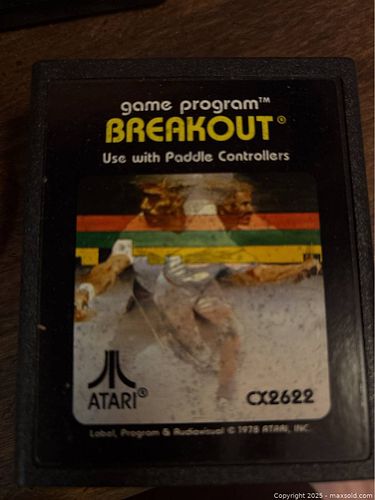 game program™
BREAKOUT®
Use with Paddle Controllers
ATARI®
CX2622
Label, Program & Audiovisual © 1978 ATARI, INC.
Copyright 2025 - maxsold.com